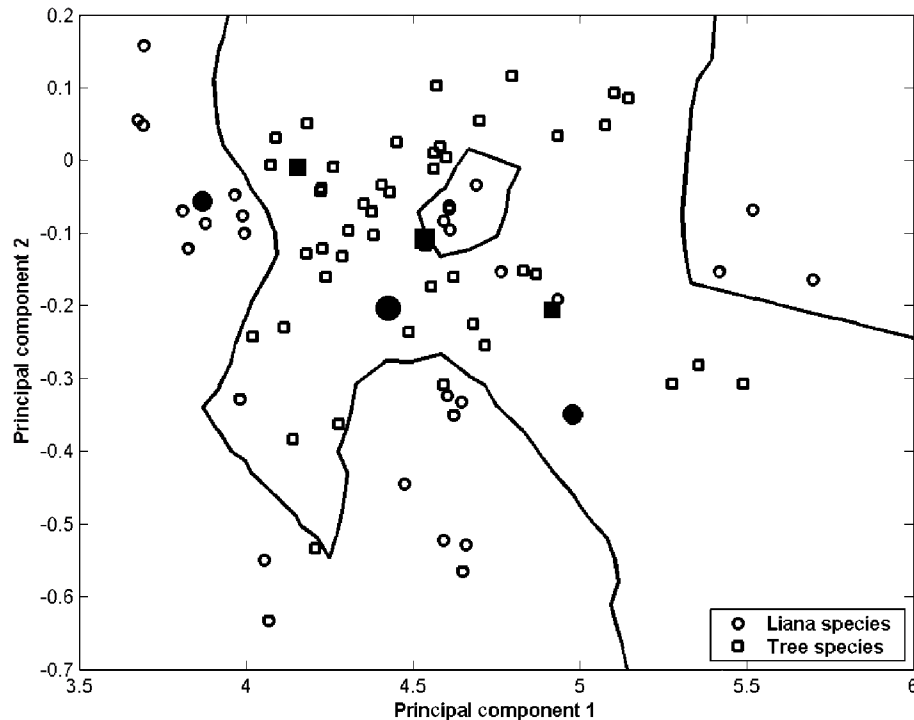 0.2
0.1
0
-0.1
-0.2
-0.3
-0.4
-0.5
-0.6
-0.7
Principal component 2
3.5 4 4.5 5 5.5 6
Principal component 1
Liana species
Tree species